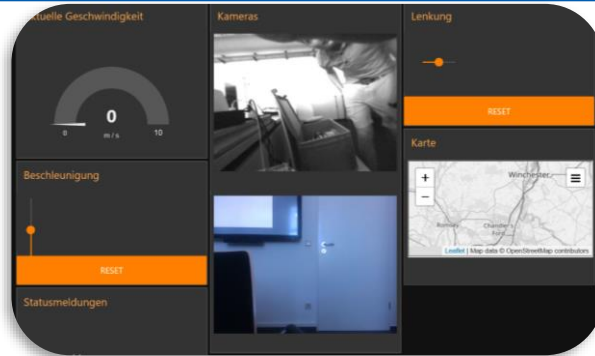 ktuelle Geschwindigkeit
0
m / s
0
10
Beschleunigung
RESET
Statusmeldungen
Kameras
Lenkung
RESET
Karte
+
−
Winchester
Romsey
Chandler's
Ford
Leaflet | Map data © OpenStreetMap contributors